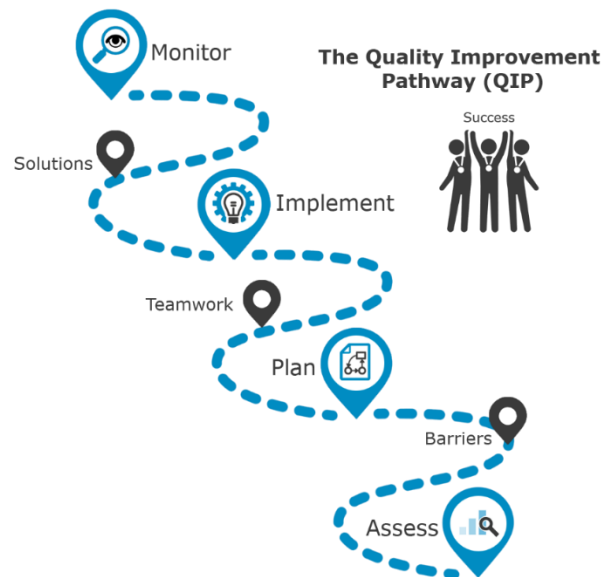 Monitor
The Quality Improvement
Pathway (QIP)
Success
Solutions
Implement
Teamwork
Plan
Barriers
Assess